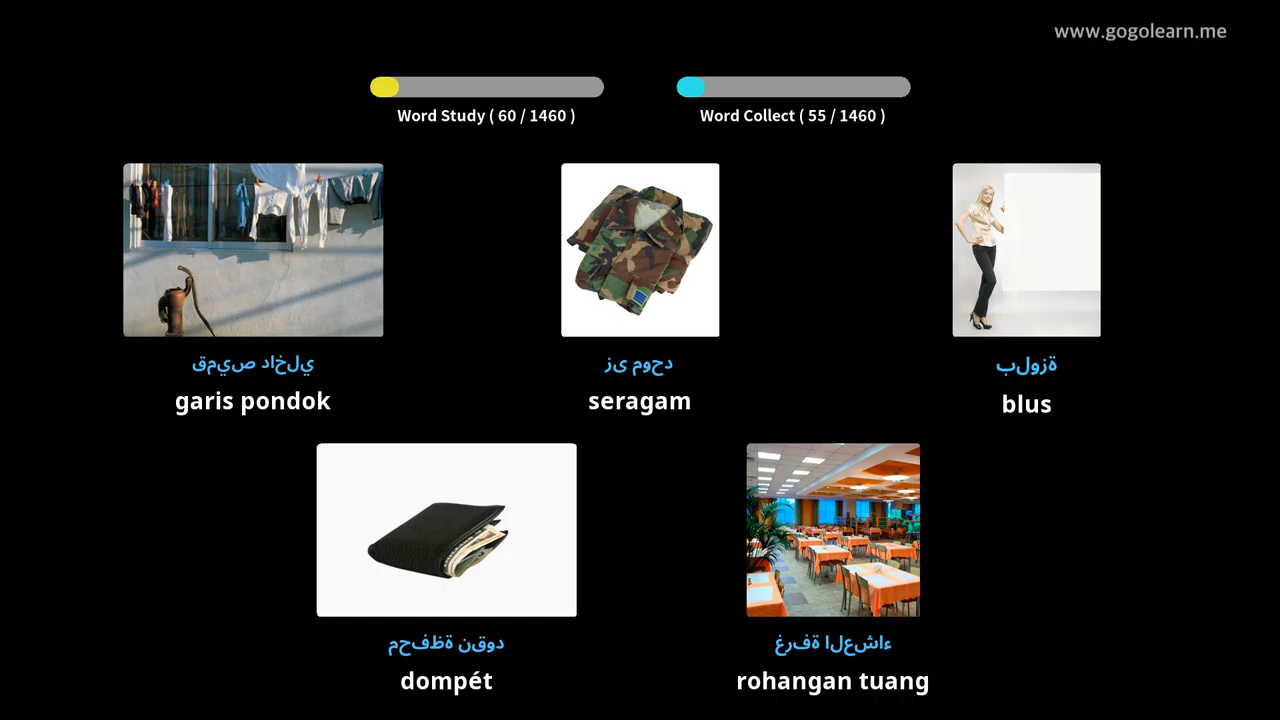 www.gogolearn.me
Word Study ( 60 / 1460 )
Word Collect ( 55 / 1460 )
قميص داخلي
زى موحد
بلوزة
garis pondok
seragam
blus
محفظة نقود
غرفة العشاء
dompét
rohangan tuang